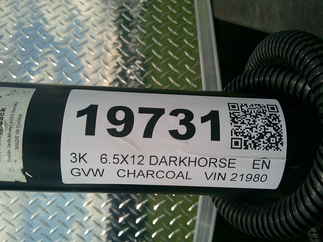 19731
3K 6.5X12 DARKHORSE EN
GVW CHARCOAL VIN 21980